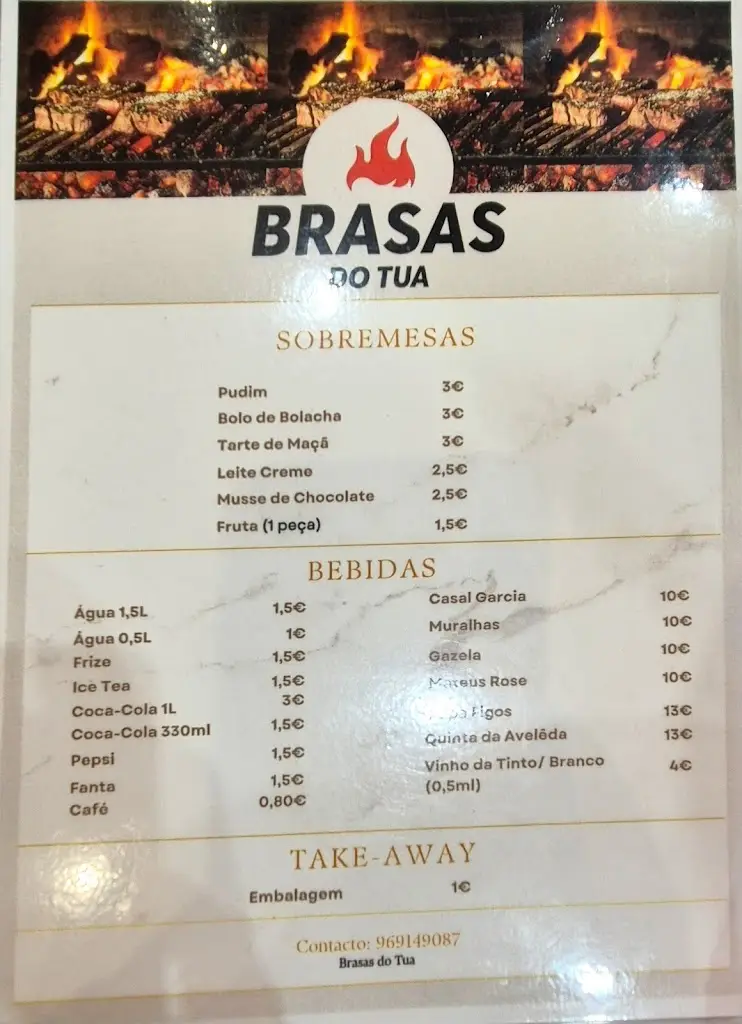 BRASAS
DO TUA
SOBREMESAS
Pudim 3€
Bolo de Bolacha 3€
Tarte de Maçã 3€
Leite Creme 2,5€
Musse de Chocolate 2,5€
Fruta (1 peça) 1,5€
BEBIDAS
Água 1,5L 1,5€
Água 0,5L 1€
Frize 1,5€
Ice Tea 1,5€
Coca-Cola 1L 3€
Coca-Cola 330ml 1,5€
Pepsi 1,5€
Fanta 1,5€
Café 0,80€
Casal Garcia 10€
Muralhas 10€
Gazela 10€
Mateus Rose 10€
Figos 13€
Quinta da Avelêda 13€
Vinho da Tinto/ Branco 4€
(0,5ml)
TAKE-AWAY
Embalagem 1€
Contacto: 969149087
Brasas do Tua